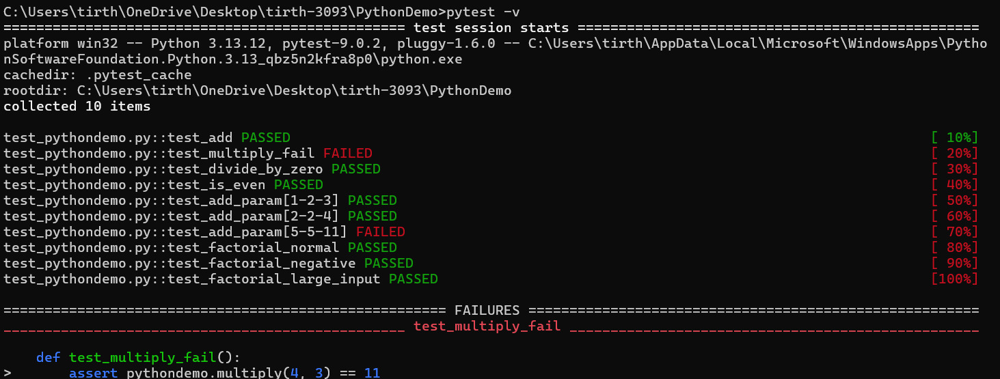 C:\Users\tirth\OneDrive\Desktop\tirth-3093\PythonDemo>pytest -v
================================================= test session starts =================================================
platform win32 -- Python 3.13.12, pytest-9.0.2, pluggy-1.6.0 -- C:\Users\tirth\AppData\Local\Microsoft\WindowsApps\Pytho
nSoftwareFoundation.Python.3.13_qbz5n2kfra8p0\python.exe
cachedir: .pytest_cache
rootdir: C:\Users\tirth\OneDrive\Desktop\tirth-3093\PythonDemo
collected 10 items
test_pythondemo.py::test_add PASSED [ 10%]
test_pythondemo.py::test_multiply_fail FAILED [ 20%]
test_pythondemo.py::test_divide_by_zero PASSED [ 30%]
test_pythondemo.py::test_is_even PASSED [ 40%]
test_pythondemo.py::test_add_param[1-2-3] PASSED [ 50%]
test_pythondemo.py::test_add_param[2-2-4] PASSED [ 60%]
test_pythondemo.py::test_add_param[5-5-11] FAILED [ 70%]
test_pythondemo.py::test_factorial_normal PASSED [ 80%]
test_pythondemo.py::test_factorial_negative PASSED [ 90%]
test_pythondemo.py::test_factorial_large_input PASSED [100%]
====================================================== FAILURES =======================================================
_________________________________________________ test_multiply_fail __________________________________________________
def test_multiply_fail():
> assert pythondemo.multiply(4, 3) == 11